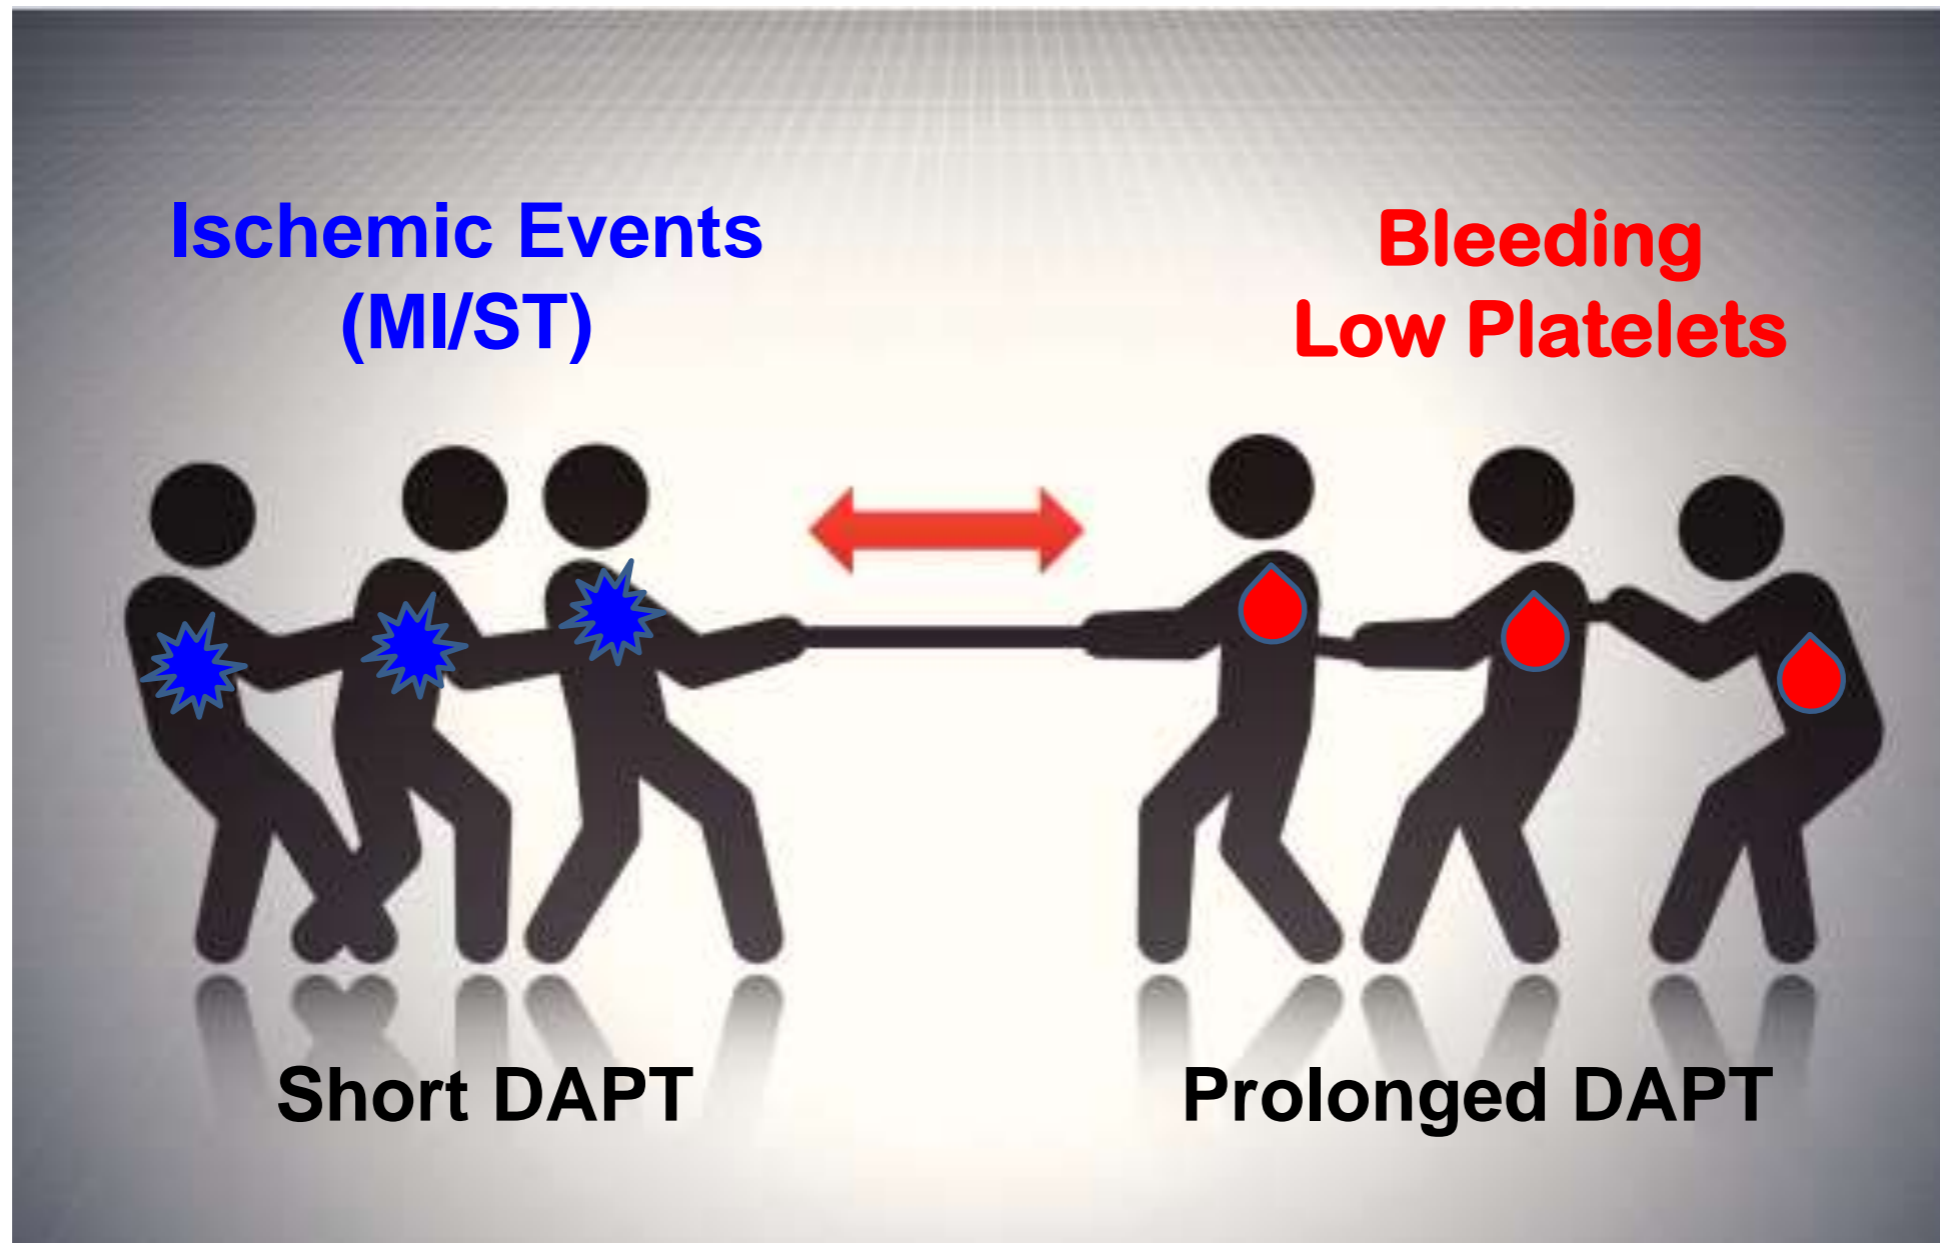 Ischemic Events
(MI/ST)
Bleeding
Low Platelets
Short DAPT
Prolonged DAPT